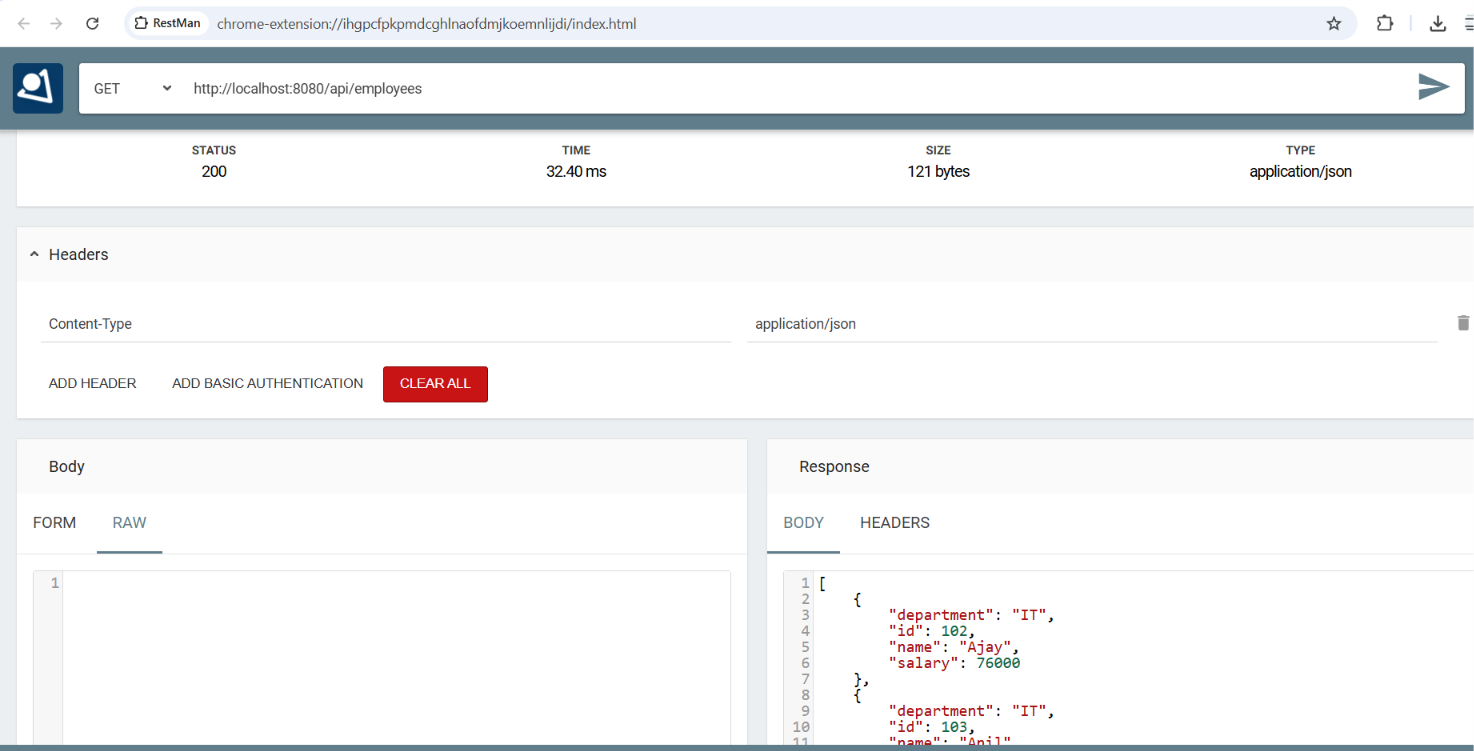 RestMan chrome-extension://ihgpcfpkpmdcghlnaofdmjkoemnlijdi/index.html
GET http://localhost:8080/api/employees
STATUS TIME SIZE TYPE
200 32.40 ms 121 bytes application/json
Headers
Content-Type application/json
ADD HEADER ADD BASIC AUTHENTICATION CLEAR ALL
Body
FORM RAW
1
Response
BODY HEADERS
1 [
2 {
3 "department": "IT",
4 "id": 102,
5 "name": "Ajay",
6 "salary": 76000
7 },
8 {
9 "department": "IT",
10 "id": 103,
11 "name": "Anil"